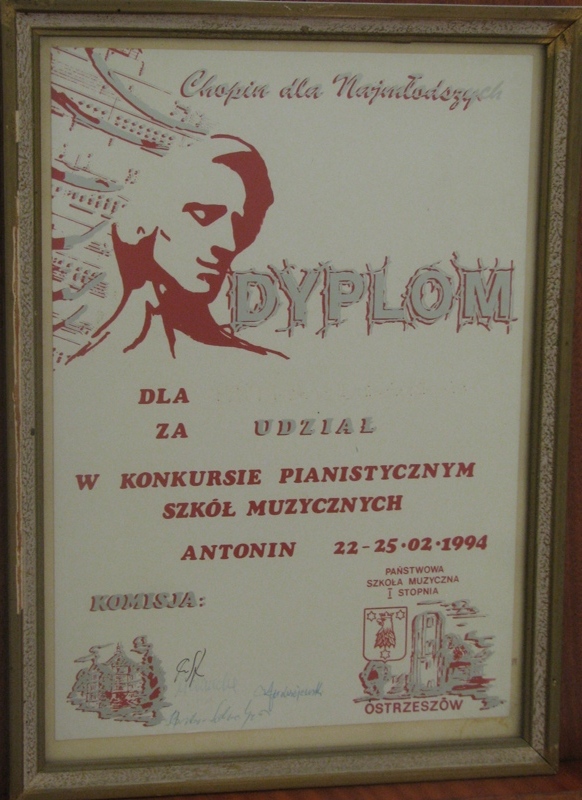 Chopin dla Najmłodszych
DYPLOM
DLA
ZA UDZIAŁ
W KONKURSIE PIANISTYCZNYM
SZKÓŁ MUZYCZNYCH
ANTONIN 22-25·02·1994
PAŃSTWOWA
SZKOŁA MUZYCZNA
I STOPNIA
KOMISJA:
OSTRZESZÓW